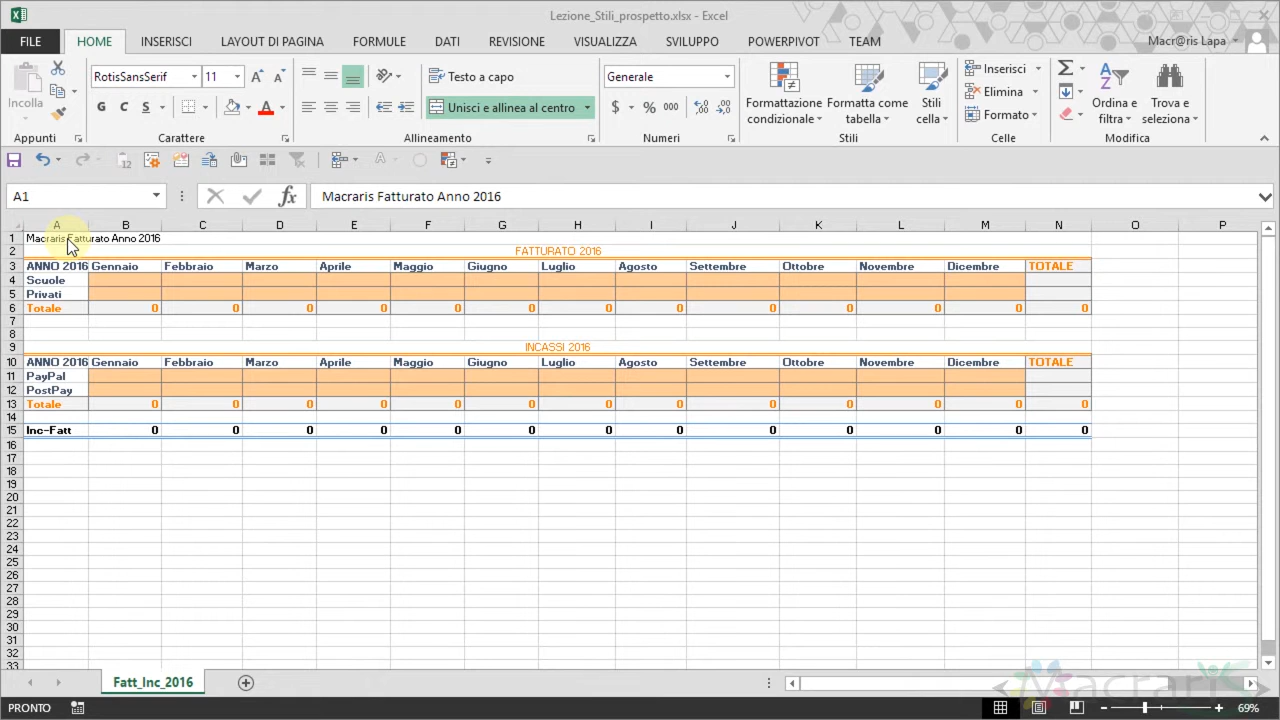 Lezione_Stili_prospetto.xlsx - Excel
FILE HOME INSERISCI LAYOUT DI PAGINA FORMULE DATI REVISIONE VISUALIZZA SVILUPPO POWERPIVOT TEAM Macr@ris Lapa
Incolla
RotisSansSerif 11
G C S
Testo a capo
Unisci e allinea al centro
Generale
$ % 000
Formattazione condizionale
Formatta come tabella
Stili cella
Inserisci
Elimina
Formato
Ordina e filtra
Trova e seleziona
Appunti Carattere Allineamento Numeri Stili Celle Modifica
A1 fx Macraris Fatturato Anno 2016
A B C D E F G H I J K L M N O P
1 Macraris Fatturato Anno 2016
2 FATTURATO 2016
3 ANNO 2016 Gennaio Febbraio Marzo Aprile Maggio Giugno Luglio Agosto Settembre Ottobre Novembre Dicembre TOTALE
4 Scuole
5 Privati
6 Totale 0 0 0 0 0 0 0 0 0 0 0 0 0
7
8
9 INCASSI 2016
10 ANNO 2016 Gennaio Febbraio Marzo Aprile Maggio Giugno Luglio Agosto Settembre Ottobre Novembre Dicembre TOTALE
11 PayPal
12 PostPay
13 Totale 0 0 0 0 0 0 0 0 0 0 0 0 0
14
15 Inc-Fatt 0 0 0 0 0 0 0 0 0 0 0 0 0
16
17
18
19
20
21
22
23
24
25
26
27
28
29
30
31
32
33
Fatt_Inc_2016
Macraris
PRONTO 69%